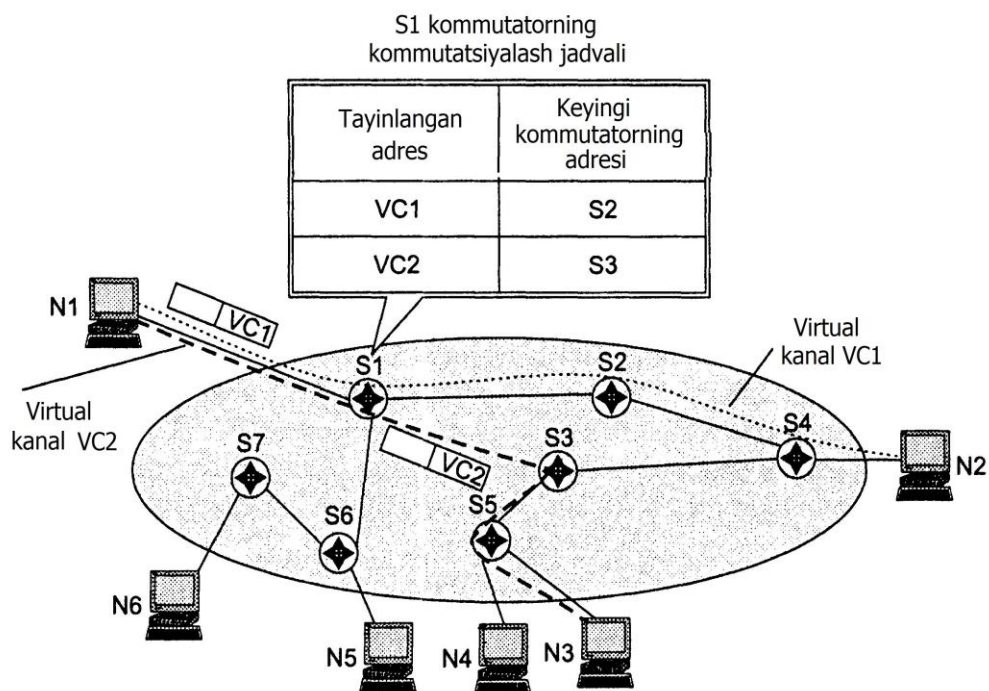 S1 kommutatorning
kommutatsiyalash jadvali
Tayinlangan
adres
Keyingi
kommutatorning
adresi
VC1
S2
VC2
S3
N1
VC1
Virtual
kanal VC1
S1
S2
Virtual
kanal VC2
S7
VC2
S3
S4
N2
S6
S5
N6
N5
N4
N3